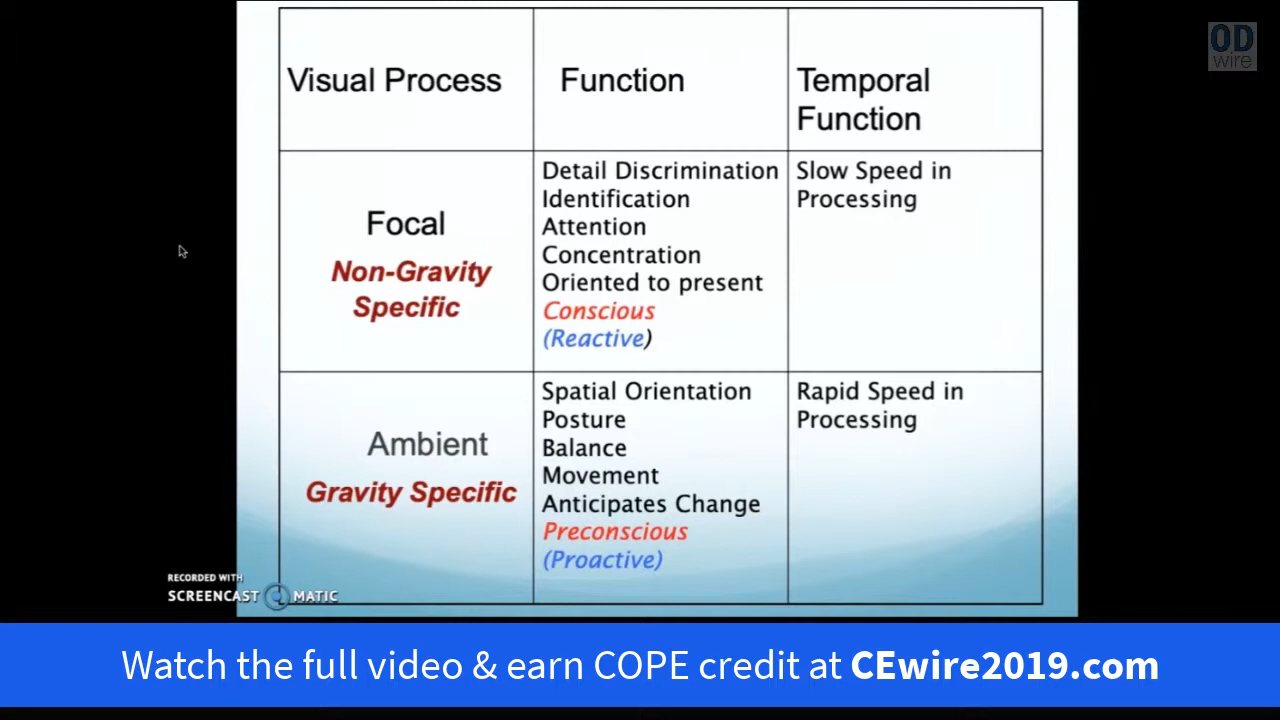 OD
wire
Visual Process
Function
Temporal
Function
Focal
Non-Gravity
Specific
Detail Discrimination
Identification
Attention
Concentration
Oriented to present
Conscious
(Reactive)
Slow Speed in
Processing
Ambient
Gravity Specific
Spatial Orientation
Posture
Balance
Movement
Anticipates Change
Preconscious
(Proactive)
Rapid Speed in
Processing
RECORDED WITH
SCREENCAST MATIC
Watch the full video & earn COPE credit at CEwire2019.com